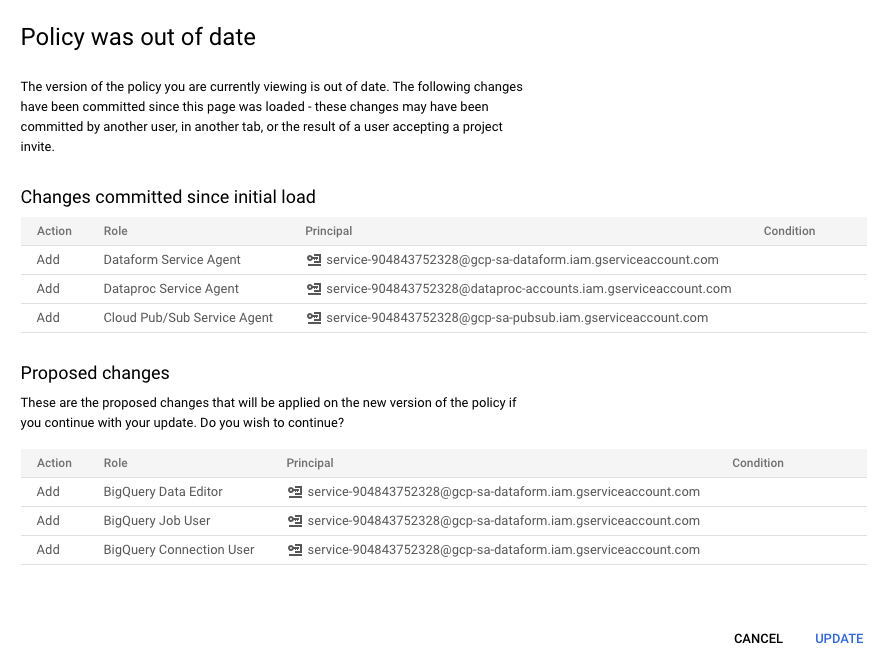 Policy was out of date
The version of the policy you are currently viewing is out of date. The following changes
have been committed since this page was loaded - these changes may have been
committed by another user, in another tab, or the result of a user accepting a project
invite.
Changes committed since initial load
Action Role Principal Condition
Add Dataform Service Agent service-904843752328@gcp-sa-dataform.iam.gserviceaccount.com
Add Dataproc Service Agent service-904843752328@dataproc-accounts.iam.gserviceaccount.com
Add Cloud Pub/Sub Service Agent service-904843752328@gcp-sa-pubsub.iam.gserviceaccount.com
Proposed changes
These are the proposed changes that will be applied on the new version of the policy if
you continue with your update. Do you wish to continue?
Action Role Principal Condition
Add BigQuery Data Editor service-904843752328@gcp-sa-dataform.iam.gserviceaccount.com
Add BigQuery Job User service-904843752328@gcp-sa-dataform.iam.gserviceaccount.com
Add BigQuery Connection User service-904843752328@gcp-sa-dataform.iam.gserviceaccount.com
CANCEL UPDATE